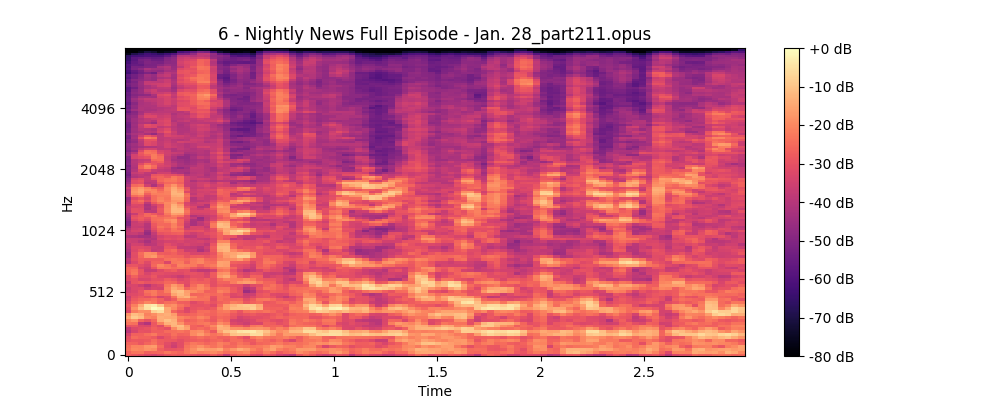 6 - Nightly News Full Episode - Jan. 28_part211.opus
Hz
4096
2048
1024
512
0
0
0.5
1
1.5
2
2.5
Time
+0 dB
-10 dB
-20 dB
-30 dB
-40 dB
-50 dB
-60 dB
-70 dB
-80 dB